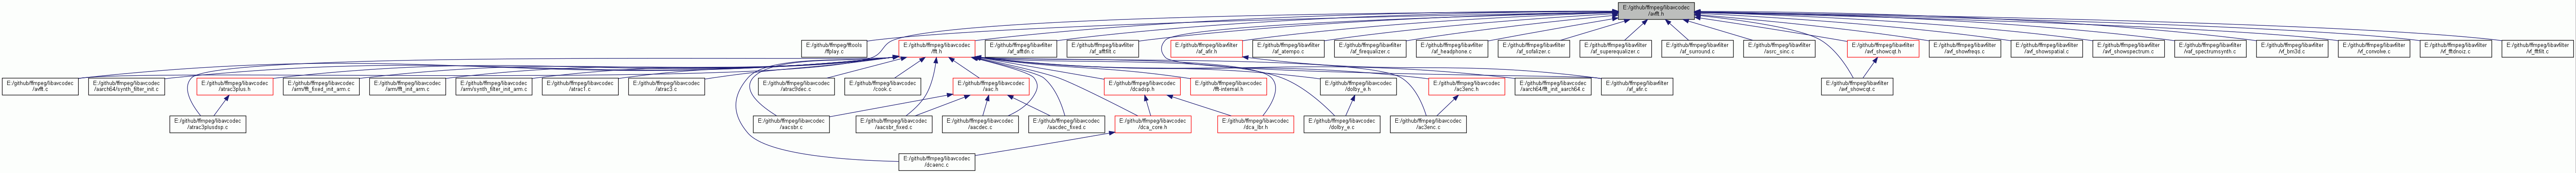 E:/github/ffmpeg/libavcodec
/avfft.h
E:/github/ffmpeg/fftools
/ffplay.c
E:/github/ffmpeg/libavcodec
/fft.h
E:/github/ffmpeg/libavfilter
/af_afftdn.c
E:/github/ffmpeg/libavfilter
/af_afftfilt.c
E:/github/ffmpeg/libavfilter
/af_afir.h
E:/github/ffmpeg/libavfilter
/af_atempo.c
E:/github/ffmpeg/libavfilter
/af_firequalizer.c
E:/github/ffmpeg/libavfilter
/af_headphone.c
E:/github/ffmpeg/libavfilter
/af_sofalizer.c
E:/github/ffmpeg/libavfilter
/af_superequalizer.c
E:/github/ffmpeg/libavfilter
/af_surround.c
E:/github/ffmpeg/libavfilter
/asrc_sinc.c
E:/github/ffmpeg/libavfilter
/avf_showcqt.h
E:/github/ffmpeg/libavfilter
/avf_showfreqs.c
E:/github/ffmpeg/libavfilter
/avf_showspatial.c
E:/github/ffmpeg/libavfilter
/avf_showspectrum.c
E:/github/ffmpeg/libavfilter
/vaf_spectrumsynth.c
E:/github/ffmpeg/libavfilter
/vf_bm3d.c
E:/github/ffmpeg/libavfilter
/vf_convolve.c
E:/github/ffmpeg/libavfilter
/vf_fftdnoiz.c
E:/github/ffmpeg/libavfilter
/vf_fftfilt.c
E:/github/ffmpeg/libavcodec
/avfft.c
E:/github/ffmpeg/libavcodec
/aarch64/synth_filter_init.c
E:/github/ffmpeg/libavcodec
/atrac3plus.h
E:/github/ffmpeg/libavcodec
/arm/fft_fixed_init_arm.c
E:/github/ffmpeg/libavcodec
/arm/fft_init_arm.c
E:/github/ffmpeg/libavcodec
/arm/synth_filter_init_arm.c
E:/github/ffmpeg/libavcodec
/atrac1.c
E:/github/ffmpeg/libavcodec
/atrac3.c
E:/github/ffmpeg/libavcodec
/atrac9dec.c
E:/github/ffmpeg/libavcodec
/cook.c
E:/github/ffmpeg/libavcodec
/aac.h
E:/github/ffmpeg/libavcodec
/dcadsp.h
E:/github/ffmpeg/libavcodec
/fft-internal.h
E:/github/ffmpeg/libavcodec
/dolby_e.h
E:/github/ffmpeg/libavcodec
/ac3enc.h
E:/github/ffmpeg/libavcodec
/aarch64/fft_init_aarch64.c
E:/github/ffmpeg/libavfilter
/af_afir.c
E:/github/ffmpeg/libavfilter
/avf_showcqt.c
E:/github/ffmpeg/libavcodec
/atrac3plusdsp.c
E:/github/ffmpeg/libavcodec
/aacsbr.c
E:/github/ffmpeg/libavcodec
/aacsbr_fixed.c
E:/github/ffmpeg/libavcodec
/aacdec.c
E:/github/ffmpeg/libavcodec
/aacdec_fixed.c
E:/github/ffmpeg/libavcodec
/dca_core.h
E:/github/ffmpeg/libavcodec
/dca_lbr.h
E:/github/ffmpeg/libavcodec
/dolby_e.c
E:/github/ffmpeg/libavcodec
/ac3enc.c
E:/github/ffmpeg/libavcodec
/dcaenc.c